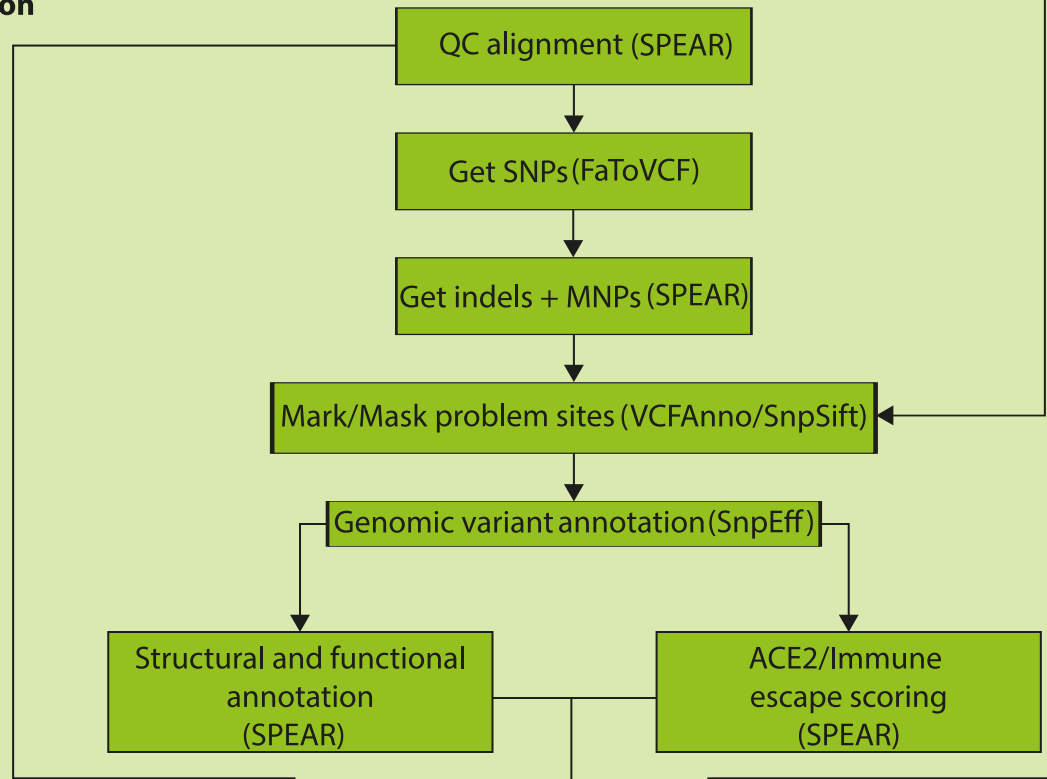 on
QC alignment (SPEAR)
Get SNPs (FaToVCF)
Get indels + MNPs (SPEAR)
Mark/Mask problem sites (VCFAnno/SnpSift)
Genomic variant annotation (SnpEff)
Structural and functional
annotation
(SPEAR)
ACE2/Immune
escape scoring
(SPEAR)